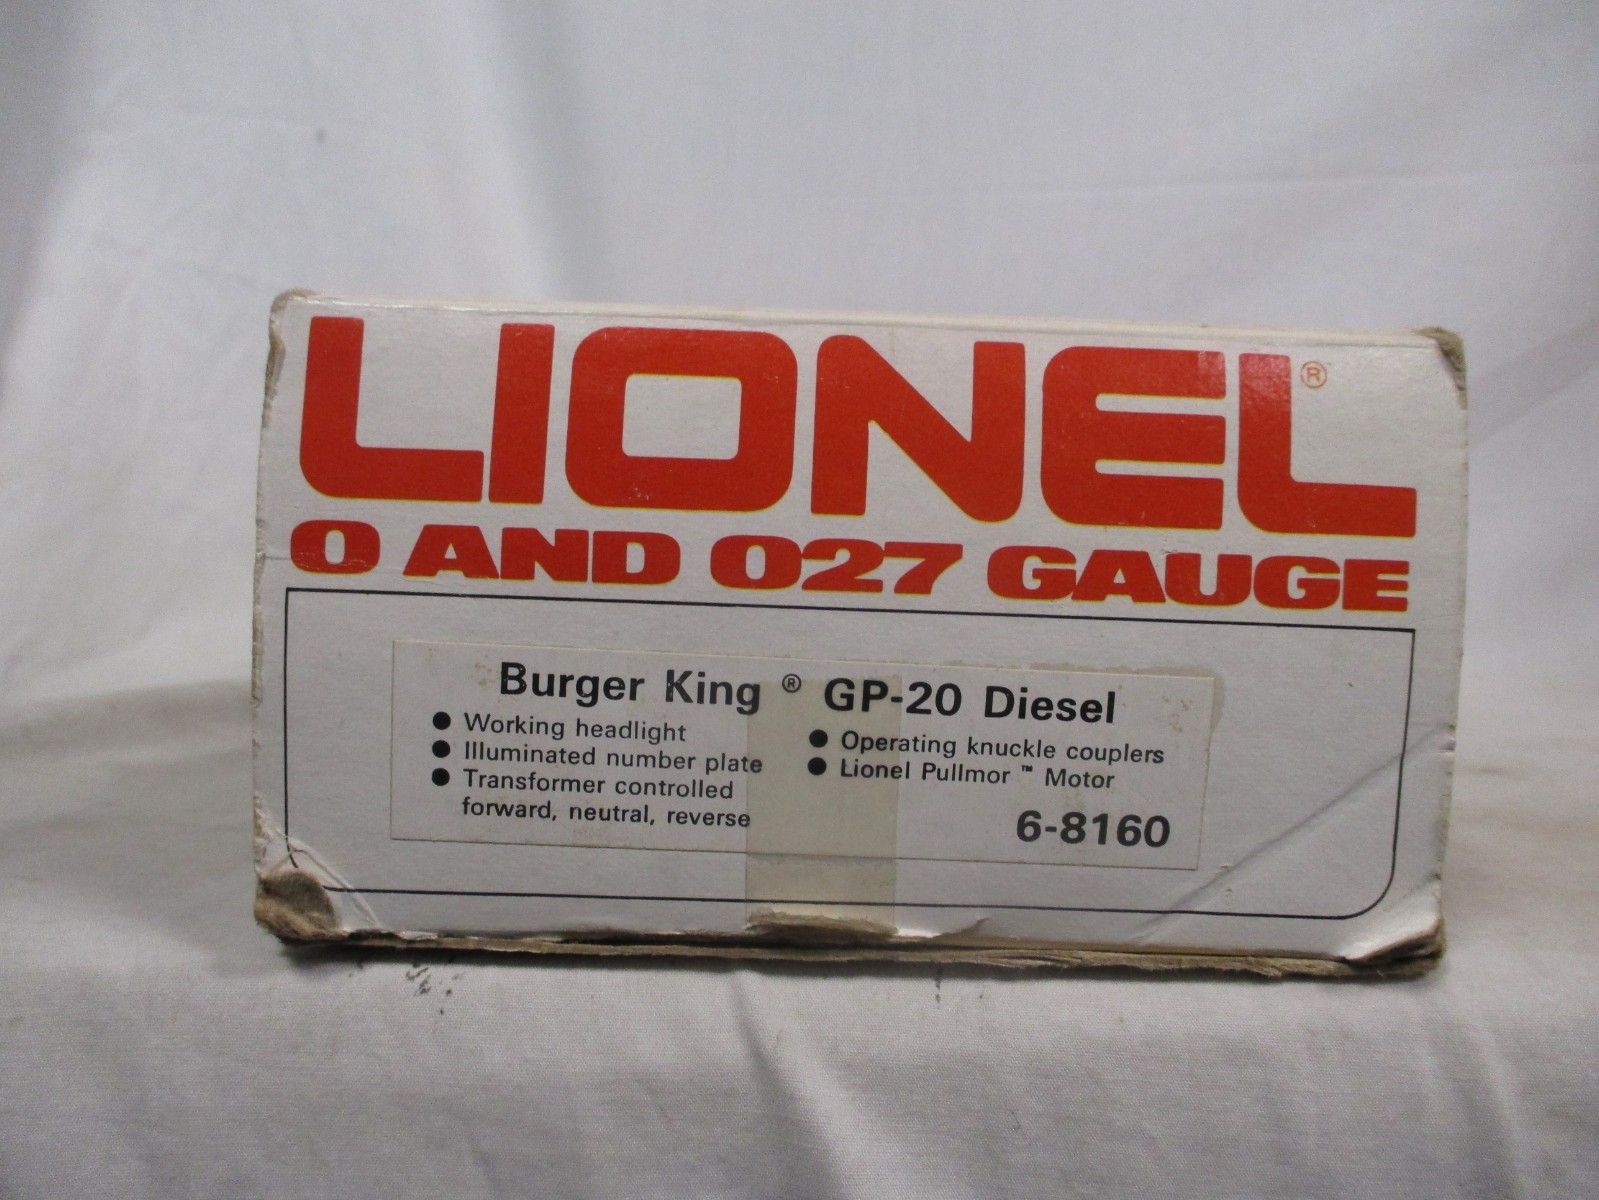 LIONEL®
O AND O27 GAUGE
Burger King ® GP-20 Diesel
● Working headlight
● Illuminated number plate
● Transformer controlled
forward, neutral, reverse
● Operating knuckle couplers
● Lionel Pullmor ™ Motor
6-8160